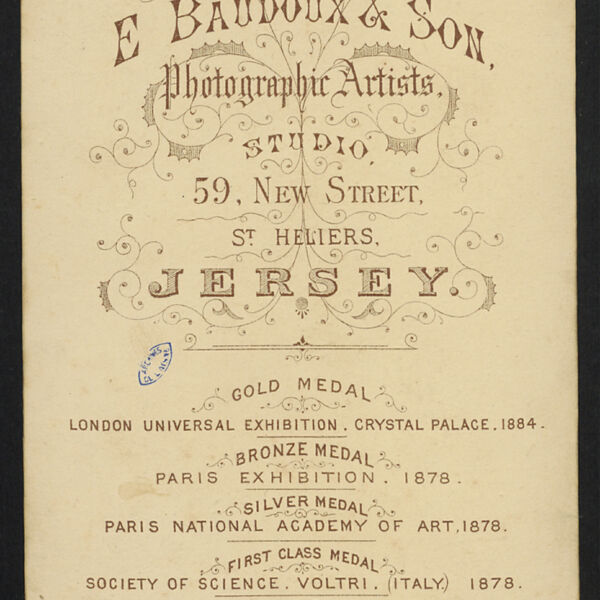 E BAUDOUX & SON,
Photographic Artists,
STUDIO,
59, NEW STREET,
ST HELIERS,
JERSEY.
GOLD MEDAL
LONDON UNIVERSAL EXHIBITION. CRYSTAL PALACE. 1884.
BRONZE MEDAL
PARIS EXHIBITION. 1878.
SILVER MEDAL
PARIS NATIONAL ACADEMY OF ART, 1878.
FIRST CLASS MEDAL
SOCIETY OF SCIENCE. VOLTRI. (ITALY.) 1878.